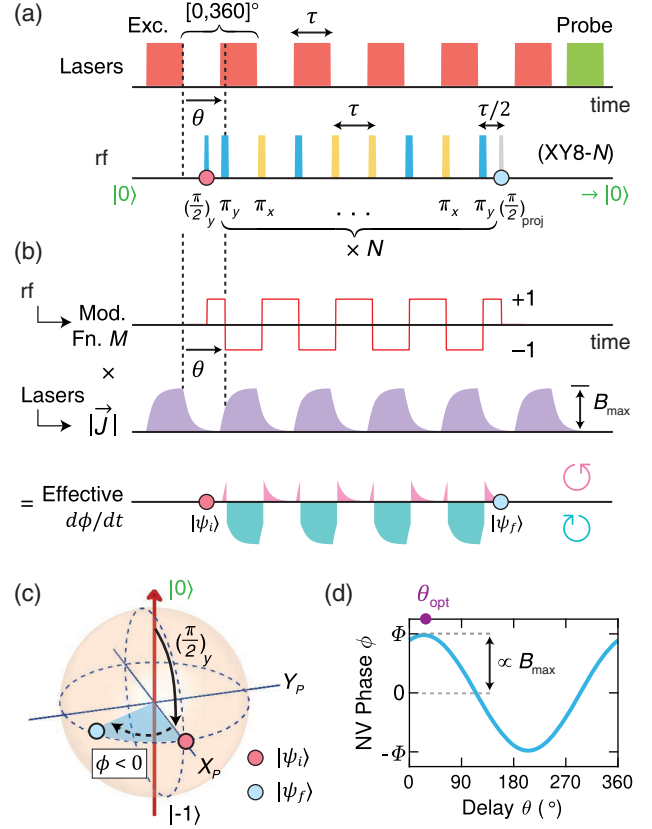 (a)
Exc.
[0,360]°
τ
Probe
Lasers
time
θ
τ
τ/2
rf
(XY8-N)
|0⟩
(π/2)y
πy
πx
. . .
πx
πy
(π/2)proj
→|0⟩
× N
(b)
rf
Mod.
Fn. M
+1
−1
time
θ
×
Lasers
|J⃗|
Bmax
= Effective
dϕ/dt
|ψi⟩
|ψf⟩
(c)
|0⟩
(π/2)y
YP
XP
ϕ < 0
|ψi⟩
|ψf⟩
|-1⟩
(d)
θopt
NV Phase ϕ
Φ
0
-Φ
∝ Bmax
0 90 180 270 360
Delay θ (°)